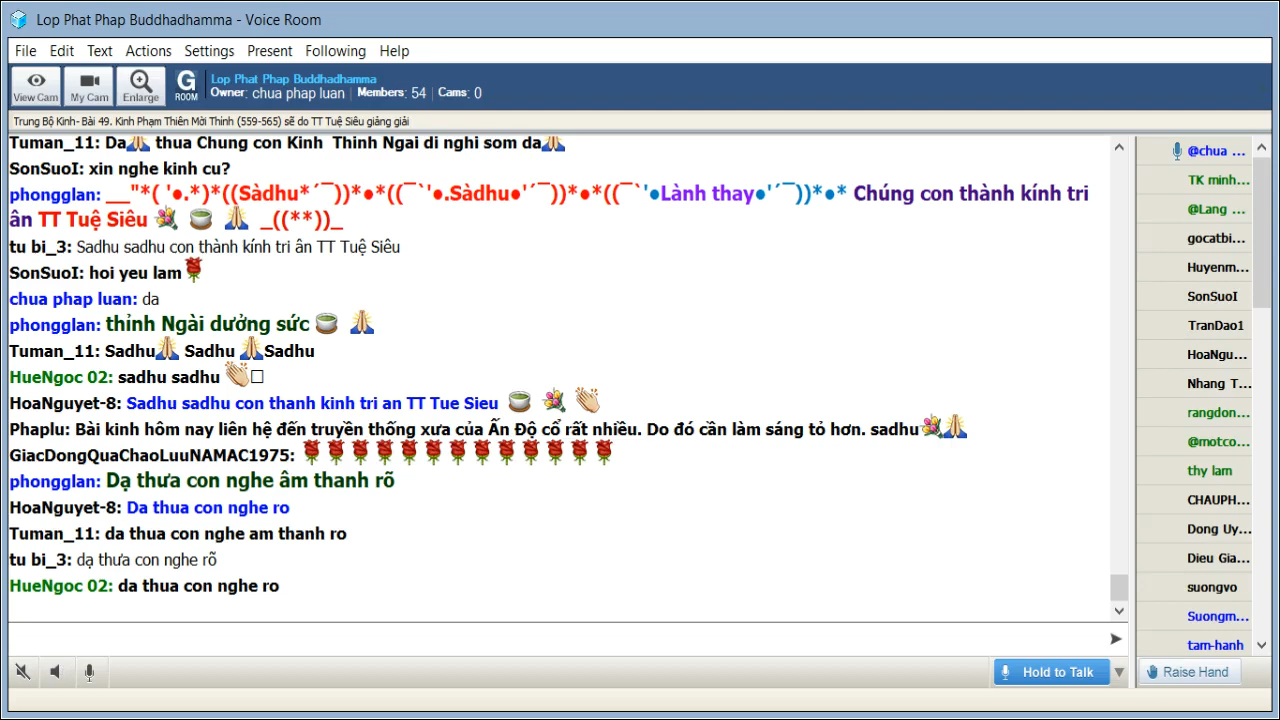 Lop Phat Phap Buddhadhamma - Voice Room
File Edit Text Actions Settings Present Following Help
View Cam My Cam Enlarge G ROOM
Lop Phat Phap Buddhadhamma
Owner: chua phap luan | Members: 54 | Cams: 0
Trung Bộ Kinh- Bài 49. Kinh Phạm Thiên Mời Thỉnh (559-565) sẽ do TT Tuệ Siêu giảng giải
Tuman_11: Da🙏 thua Chung con Kinh Thinh Ngai di nghi som da🙏
SonSuoI: xin nghe kinh cu?
phongglan: __"*( '●.*)*((Sàdhu*´¯))*●*((¯`'●.Sàdhu●'´¯))*●*((¯`'●Lành thay●'´¯))*●* Chúng con thành kính tri
ân TT Tuệ Siêu 💐 🍵 🙏 _((**))_
tu bi_3: Sadhu sadhu con thành kính tri ân TT Tuệ Siêu
SonSuoI: hoi yeu lam🌹
chua phap luan: da
phongglan: thỉnh Ngài dưởng sức 🍵 🙏
Tuman_11: Sadhu🙏 Sadhu 🙏Sadhu
HueNgoc 02: sadhu sadhu 👏□
HoaNguyet-8: Sadhu sadhu con thanh kinh tri an TT Tue Sieu 🍵 💐 👏
Phaplu: Bài kinh hôm nay liên hệ đến truyền thống xưa của Ấn Độ cổ rất nhiều. Do đó cần làm sáng tỏ hơn. sadhu💐🙏
GiacDongQuaChaoLuuNAMAC1975: 🌹🌹🌹🌹🌹🌹🌹🌹🌹🌹🌹🌹🌹
phongglan: Dạ thưa con nghe âm thanh rõ
HoaNguyet-8: Da thua con nghe ro
Tuman_11: da thua con nghe am thanh ro
tu bi_3: dạ thưa con nghe rõ
HueNgoc 02: da thua con nghe ro
@chua ...
TK minh...
@Lang ...
gocatbi...
Huyenm...
SonSuoI
TranDao1
HoaNgu...
Nhang T...
rangdon...
@motco...
thy lam
CHAUPH...
Dong Uy...
Dieu Gia...
suongvo
Suongm...
tam-hanh
Hold to Talk
Raise Hand